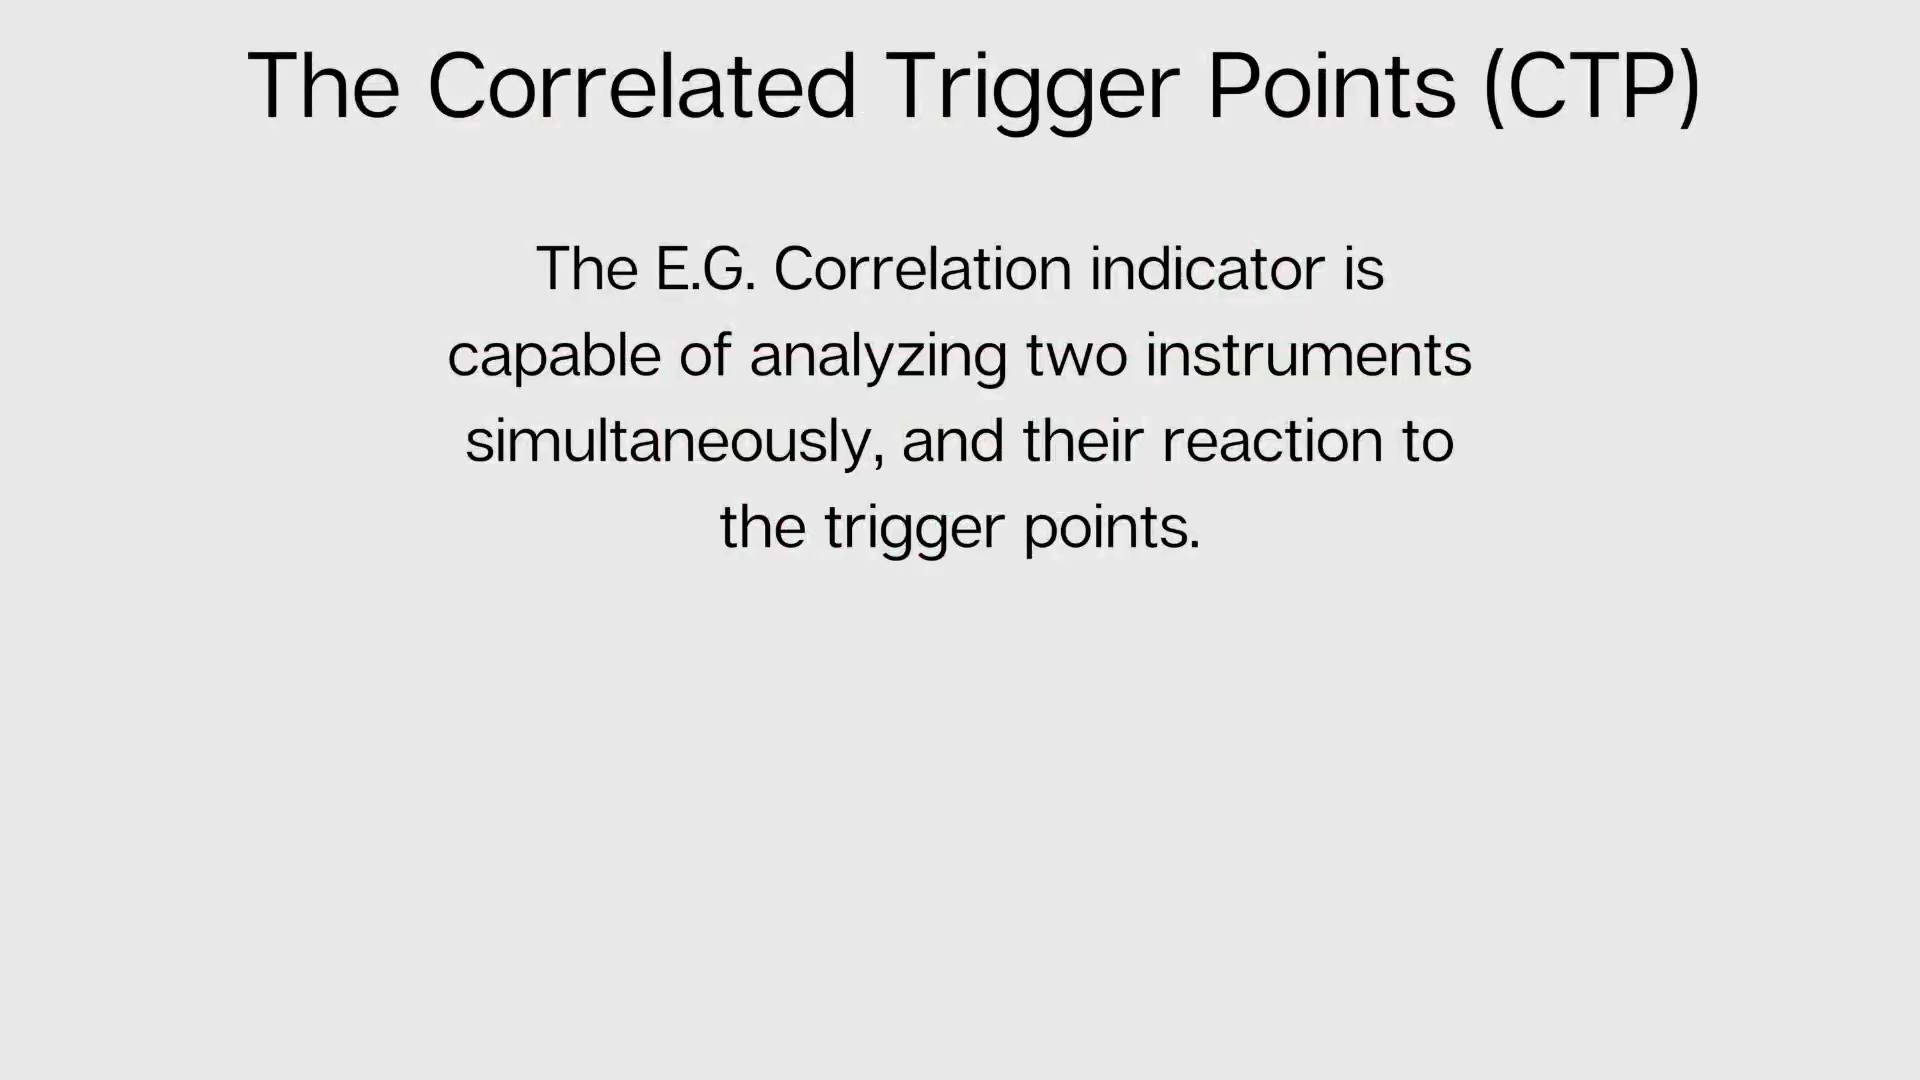 The Correlated Trigger Points (CTP)
The E.G. Correlation indicator is
capable of analyzing two instruments
simultaneously, and their reaction to
the trigger points.